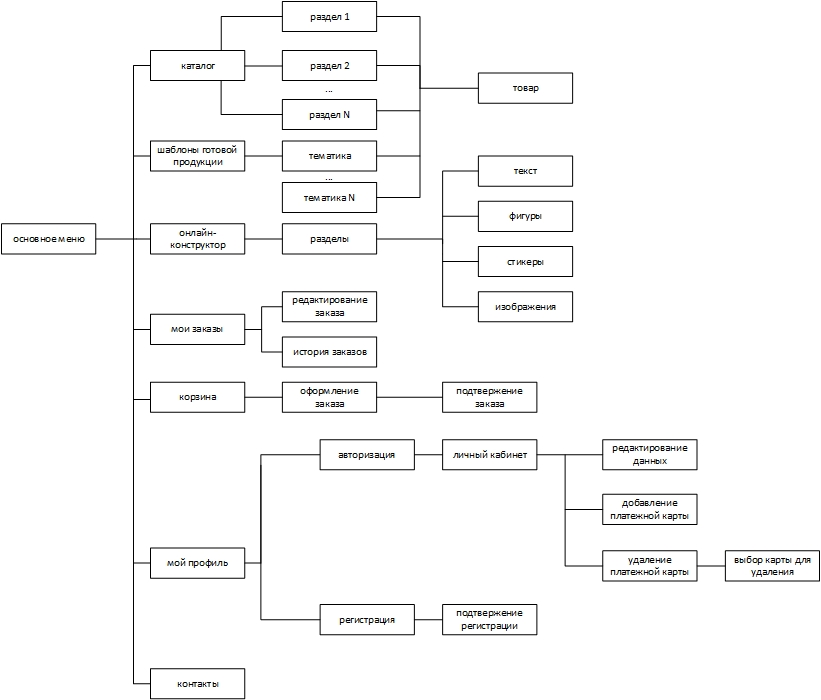 раздел 1
каталог
раздел 2
...
раздел N
товар
шаблоны готовой
продукции
тематика
...
тематика N
текст
фигуры
основное меню
онлайн-
конструктор
разделы
стикеры
изображения
мои заказы
редактирование
заказа
история заказов
корзина
оформление
заказа
подтвержение
заказа
авторизация
личный кабинет
редактирование
данных
добавление
платежной карты
мой профиль
удаление
платежной карты
выбор карты для
удаления
регистрация
подтвержение
регистрации
контакты